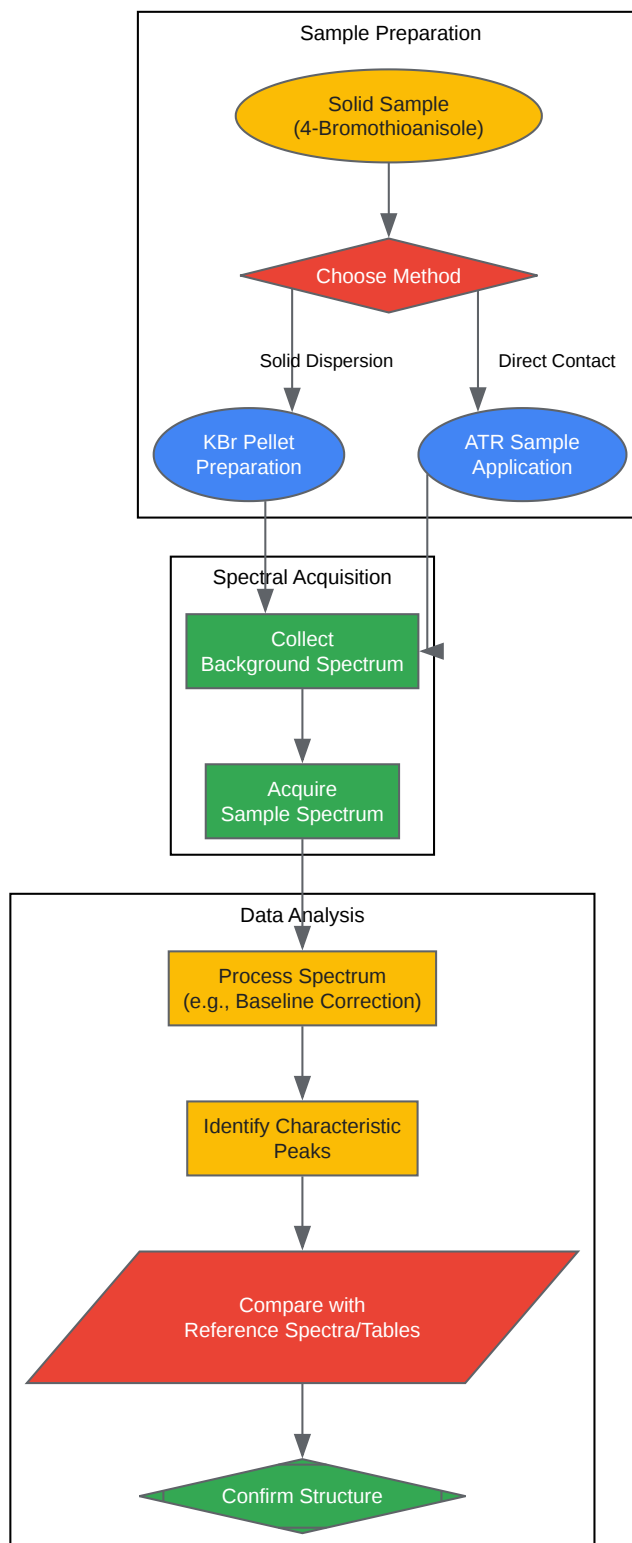 Sample Preparation
Solid Sample
(4-Bromothioanisole)
Choose Method
Solid Dispersion
Direct Contact
KBr Pellet
Preparation
ATR Sample
Application
Spectral Acquisition
Collect
Background Spectrum
Acquire
Sample Spectrum
Data Analysis
Process Spectrum
(e.g., Baseline Correction)
Identify Characteristic
Peaks
Compare with
Reference Spectra/Tables
Confirm Structure